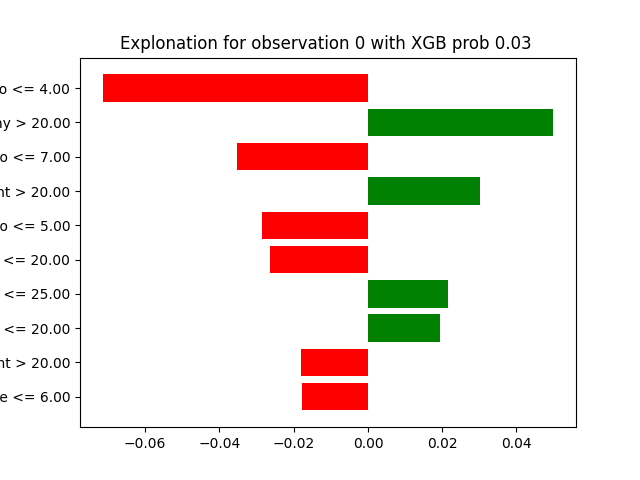 Explonation for observation 0 with XGB prob 0.03
o <= 4.00
ny > 20.00
o <= 7.00
nt > 20.00
o <= 5.00
<= 20.00
<= 25.00
<= 20.00
nt > 20.00
e <= 6.00
−0.06 −0.04 −0.02 0.00 0.02 0.04